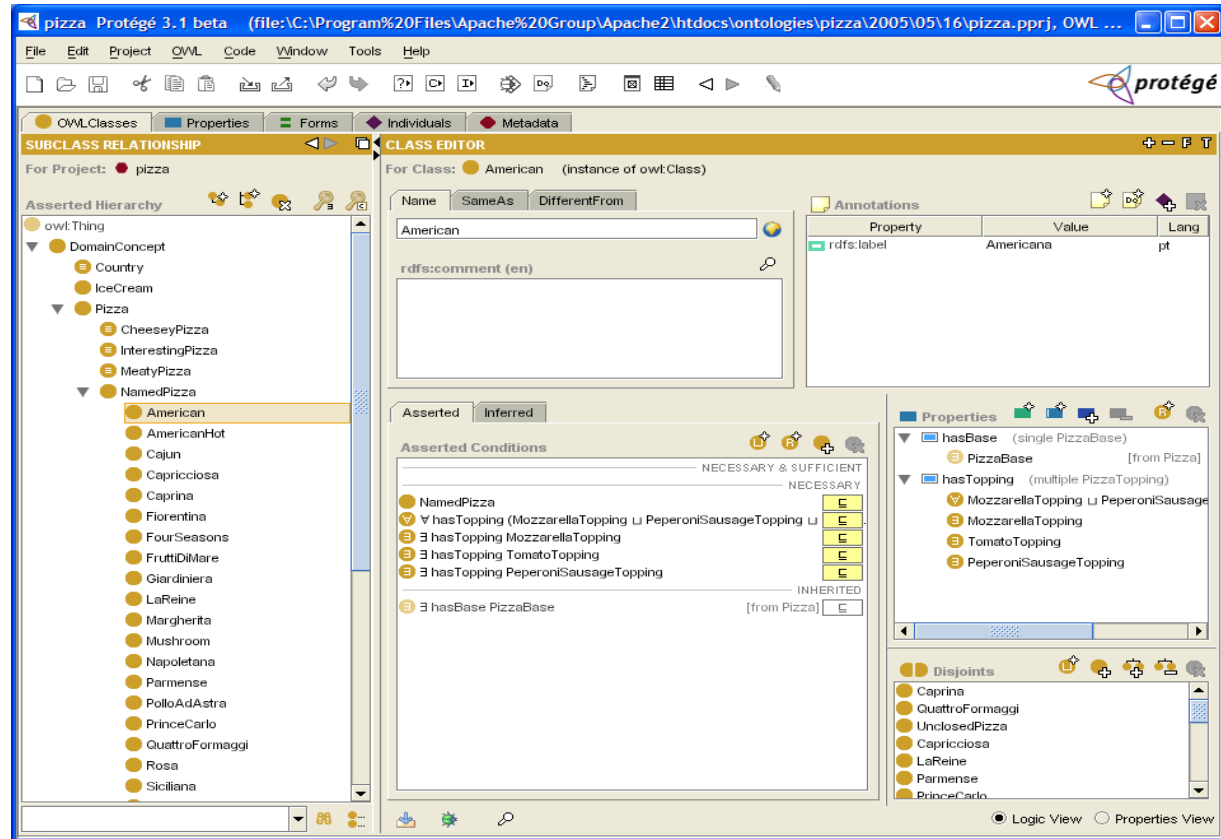 pizza Protégé 3.1 beta (file:\C:\Program%20Files\Apache%20Group\Apache2\htdocs\ontologies\pizza\2005\05\16\pizza.pprj, OWL ...
File Edit Project OWL Code Window Tools Help
protégé
OWLClasses Properties Forms Individuals Metadata
SUBCLASS RELATIONSHIP
For Project: pizza
Asserted Hierarchy
owl:Thing
DomainConcept
Country
IceCream
Pizza
CheeseyPizza
InterestingPizza
MeatyPizza
NamedPizza
American
AmericanHot
Cajun
Capricciosa
Caprina
Fiorentina
FourSeasons
FruttiDiMare
Giardiniera
LaReine
Margherita
Mushroom
Napoletana
Parmense
PolloAdAstra
PrinceCarlo
QuattroFormaggi
Rosa
Siciliana
CLASS EDITOR
For Class: American (instance of owl:Class)
Name SameAs DifferentFrom
American
rdfs:comment (en)
Annotations
Property Value Lang
rdfs:label Americana pt
Asserted Inferred
Asserted Conditions
NECESSARY & SUFFICIENT
NECESSARY
NamedPizza ⊑
∀ hasTopping (MozzarellaTopping ⊔ PeperoniSausageTopping ⊔ ⊑
∃ hasTopping MozzarellaTopping ⊑
∃ hasTopping TomatoTopping ⊑
∃ hasTopping PeperoniSausageTopping ⊑
INHERITED
∃ hasBase PizzaBase [from Pizza] ⊑
Properties
hasBase (single PizzaBase)
PizzaBase [from Pizza]
hasTopping (multiple PizzaTopping)
MozzarellaTopping ⊔ PeperoniSausage
MozzarellaTopping
TomatoTopping
PeperoniSausageTopping
Disjoints
Caprina
QuattroFormaggi
UnclosedPizza
Capricciosa
LaReine
Parmense
PrinceCarlo
Logic View Properties View